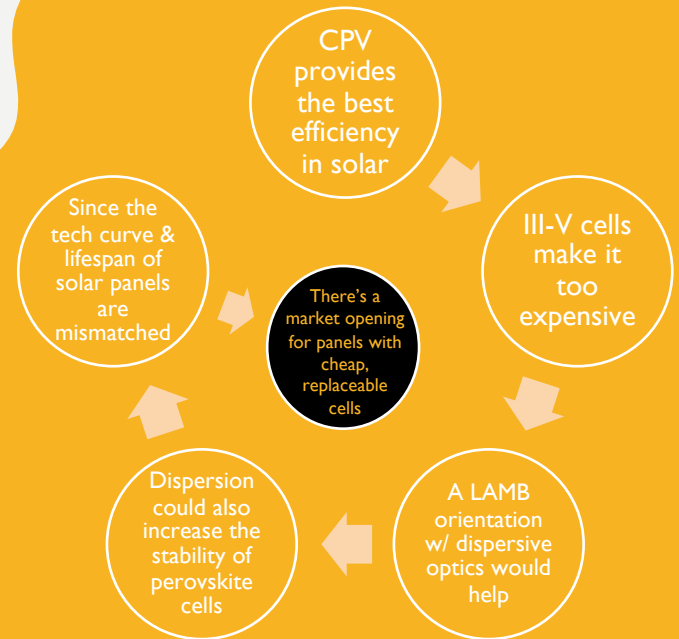 CPV
provides
the best
efficiency
in solar
III-V cells
make it
too
expensive
A LAMB
orientation
w/ dispersive
optics would
help
Dispersion
could also
increase the
stability of
perovskite
cells
Since the
tech curve &
lifespan of
solar panels
are
mismatched
There's a
market opening
for panels with
cheap,
replaceable
cells